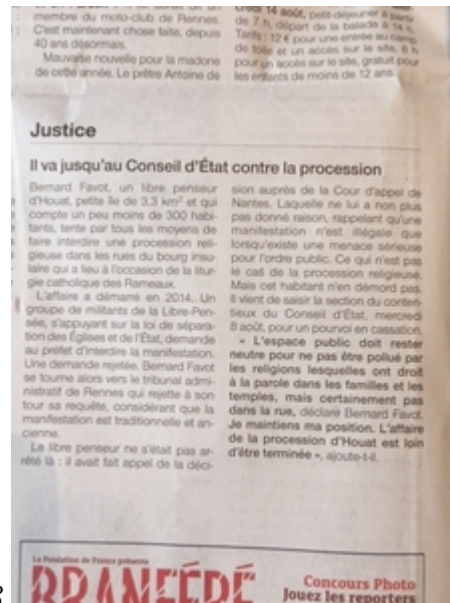 membre du moto-club de Rennes.
C'est maintenant chose faite, depuis
40 ans désormais.
Mauvaise nouvelle pour la madone
de cette année. Le prêtre Antoine de
14 août, petit-déjeuner à partir
de 7 h, départ de la balade à 14 h.
Tarifs : 12 € pour une entrée au camp
de toile et un accès sur le site, 8 h
pour un accès sur le site, gratuit pour
les enfants de moins de 12 ans.
Justice
Il va jusqu'au Conseil d'État contre la procession
Bernard Favot, un libre penseur
d'Houat, petite île de 3,3 km² et qui
compte un peu moins de 300 habi-
tants, tente par tous les moyens de
faire interdire une procession reli-
gieuse dans les rues du bourg insu-
laire qui a lieu à l'occasion de la litur-
gie catholique des Rameaux.
L'affaire a démarré en 2014. Un
groupe de militants de la Libre-Pen-
sée, s'appuyant sur la loi de sépara-
tion des Églises et de l'État, demande
au préfet d'interdire la manifestation.
Une demande rejetée. Bernard Favot
se tourne alors vers le tribunal admi-
nistratif de Rennes qui rejette à son
tour sa requête, considérant que la
manifestation est traditionnelle et an-
cienne.
Le libre penseur ne s'était pas ar-
rêté là : il avait fait appel de la déci-
sion auprès de la Cour d'appel de
Nantes. Laquelle ne lui a non plus
pas donné raison, rappelant qu'une
manifestation n'est illégale que
lorsqu'existe une menace sérieuse
pour l'ordre public. Ce qui n'est pas
le cas de la procession religieuse.
Mais cet habitant n'en démord pas.
Il vient de saisir la section du conten-
tieux du Conseil d'État, mercredi
8 août, pour un pourvoi en cassation.
« L'espace public doit rester
neutre pour ne pas être pollué par
les religions lesquelles ont droit
à la parole dans les familles et les
temples, mais certainement pas
dans la rue, déclare Bernard Favot.
Je maintiens ma position. L'affaire
de la procession d'Houat est loin
d'être terminée », ajoute-t-il.
La Fondation de France présente
BRANFÉRÉ
Concours Photo
Jouez les reporters